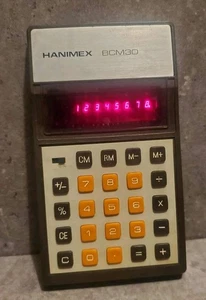 HANIMEX BCM30
12345678.
CM RM M- M+
+/- 7 8 9 ÷
% 4 5 6 X
CE 1 2 3 -
C 0 · = +